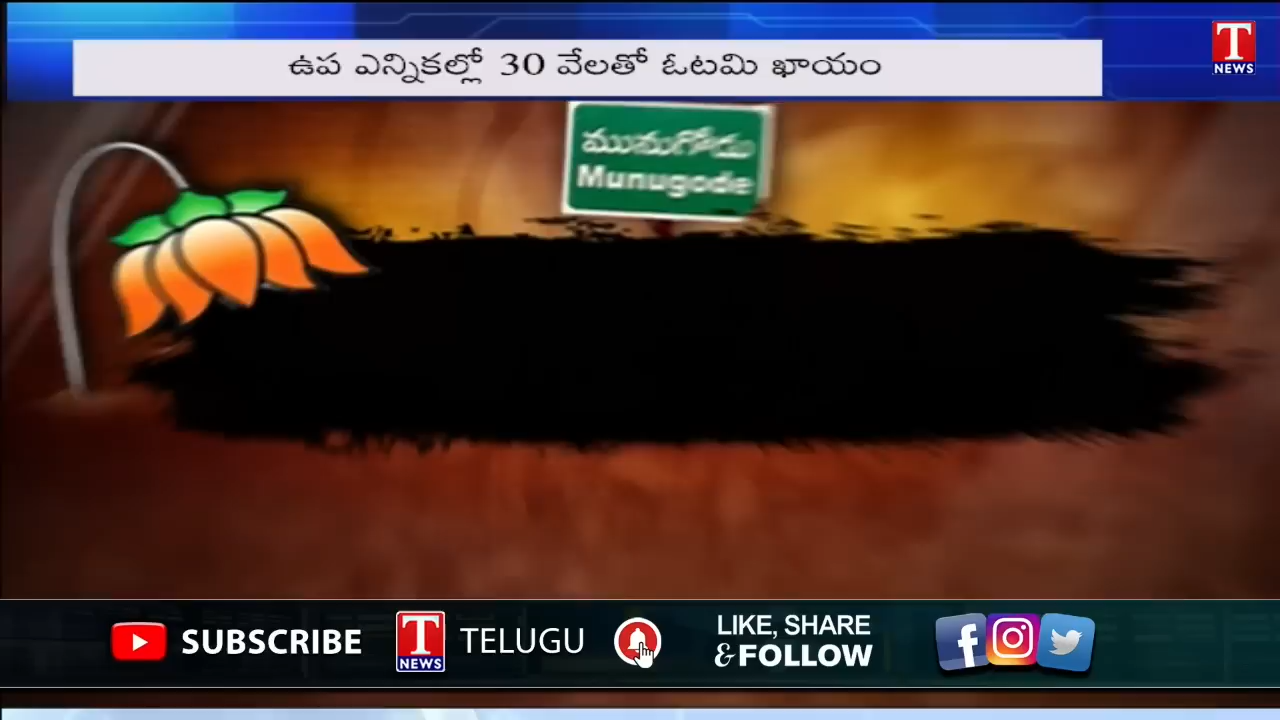 ఉప ఎన్నికల్లో 30 వేలతో ఓటమి ఖాయం
T
NEWS
మునుగోడు
Munugode
SUBSCRIBE
T
NEWS
TELUGU
LIKE, SHARE
& FOLLOW